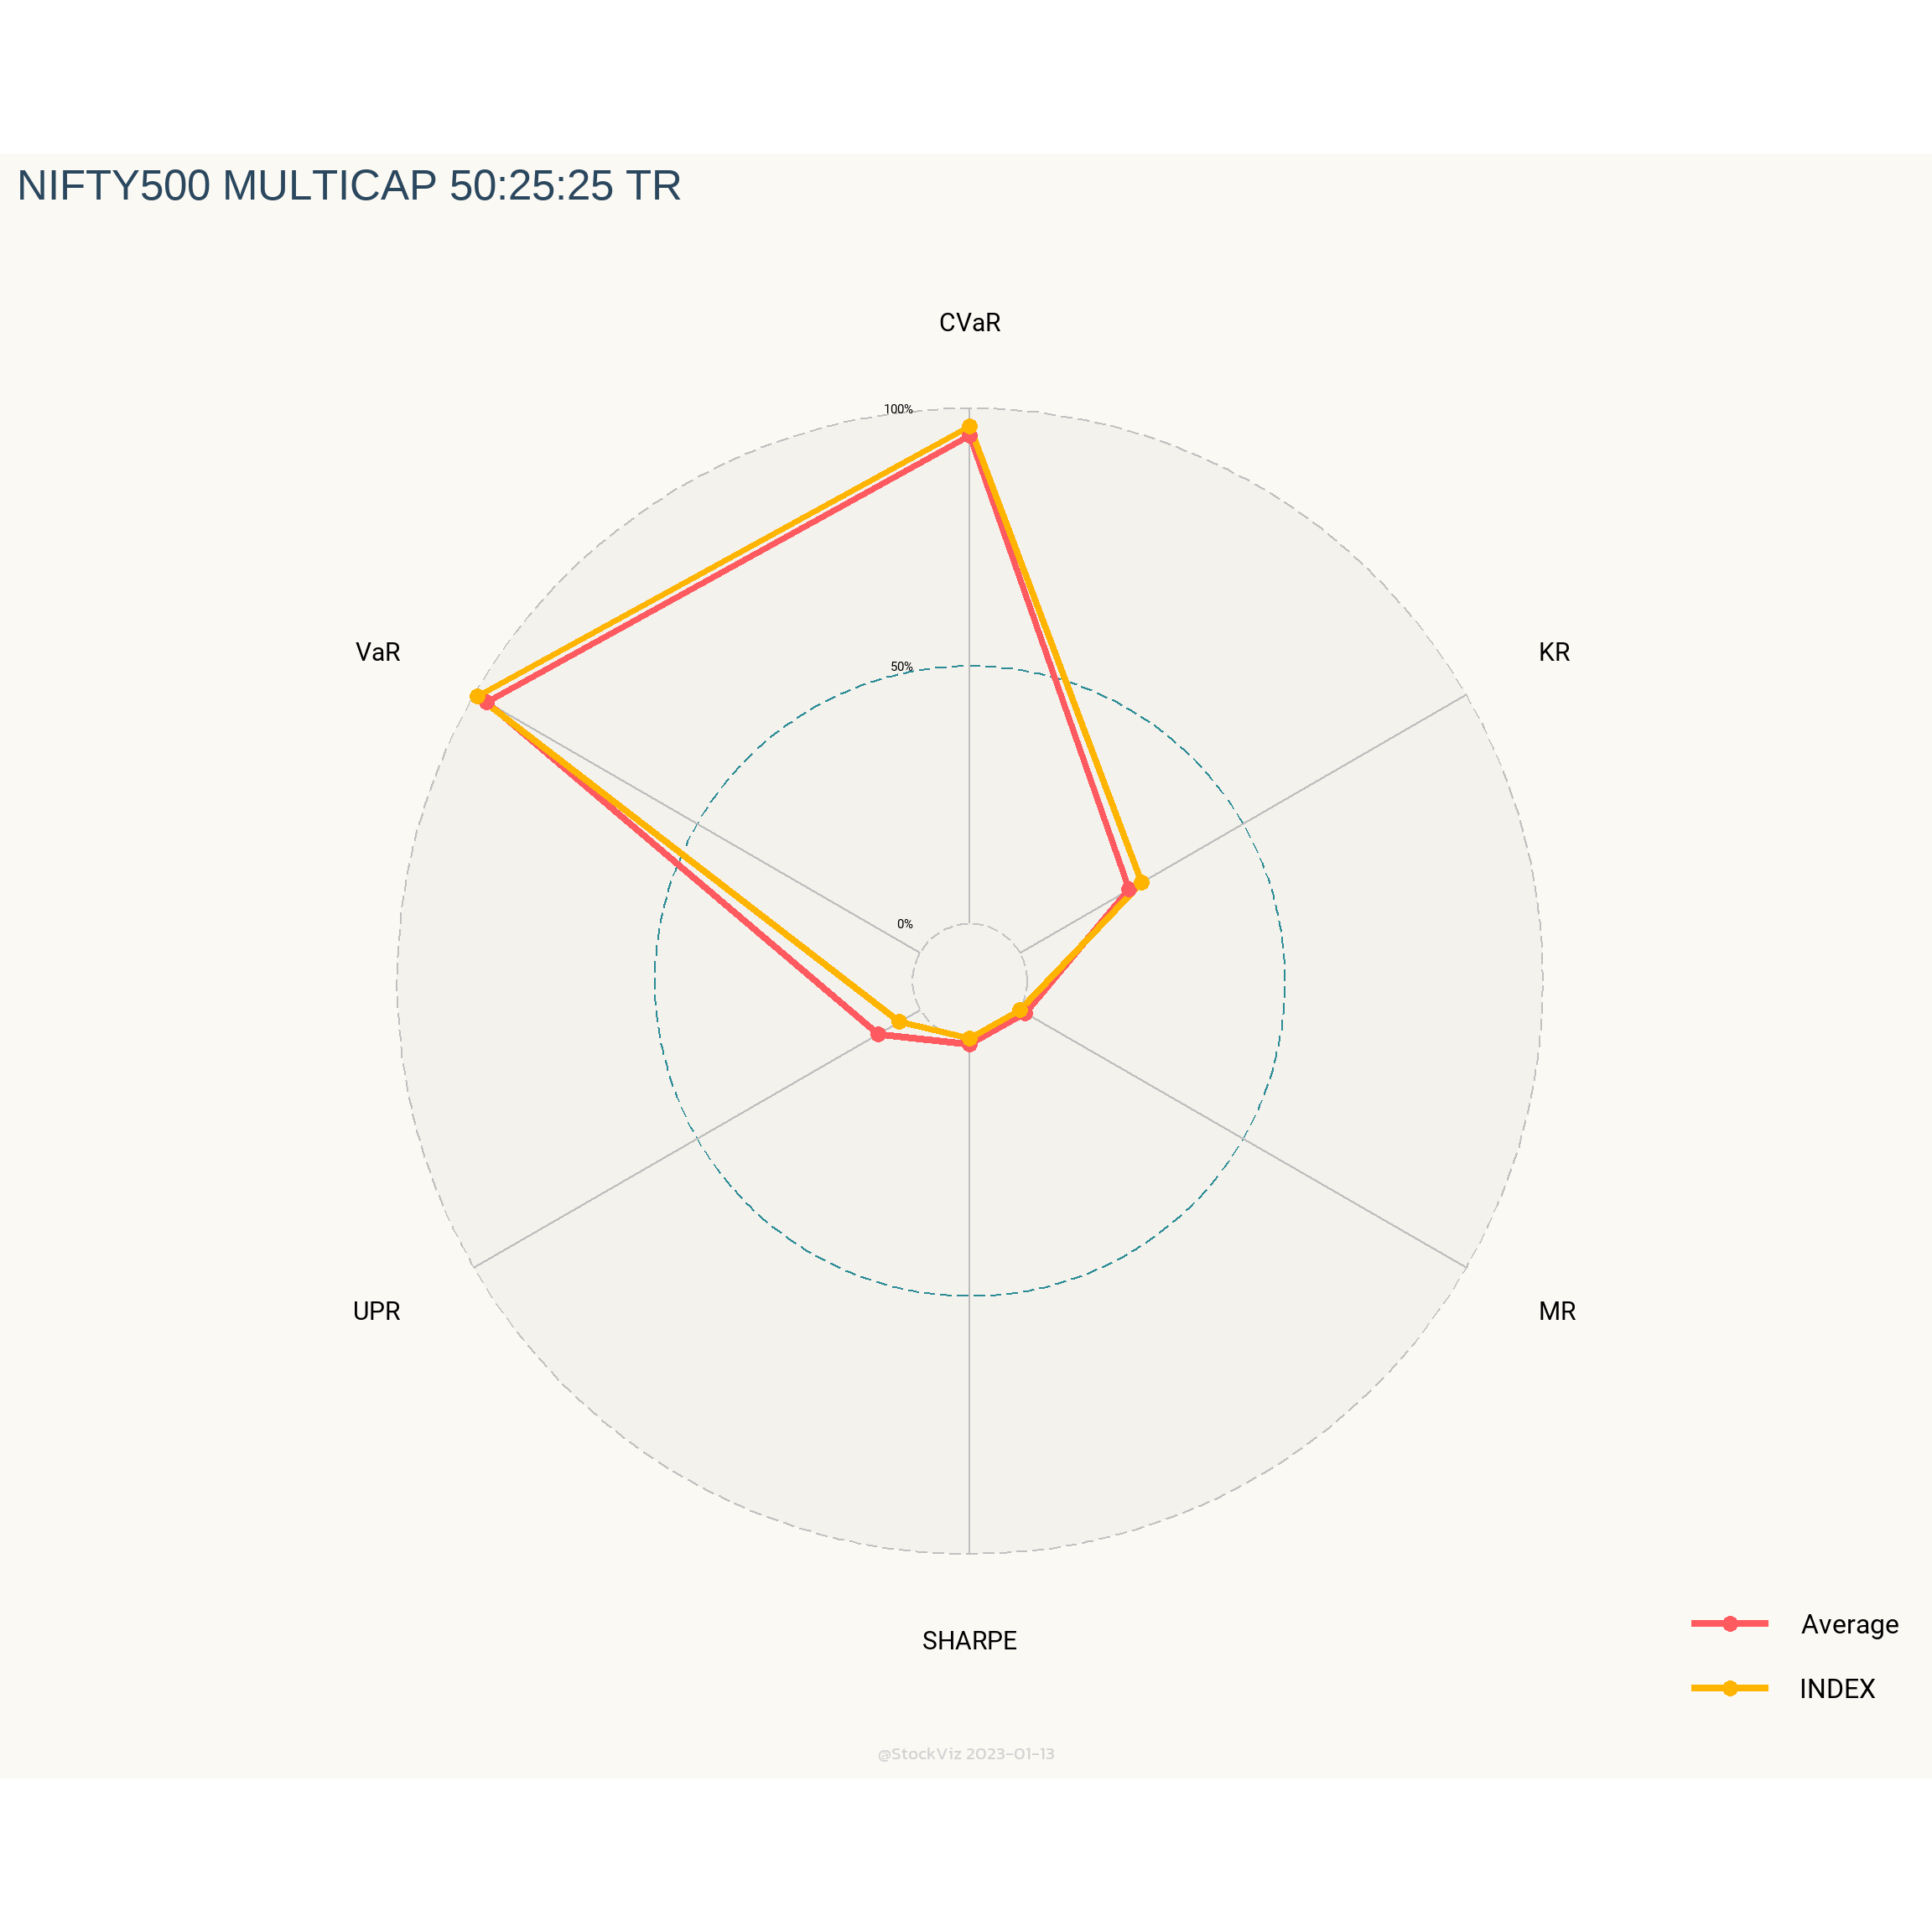 NIFTY500 MULTICAP 50:25:25 TR
CVaR
100%
VaR
KR
50%
0%
UPR
MR
SHARPE
Average
INDEX
@StockViz 2023-01-13